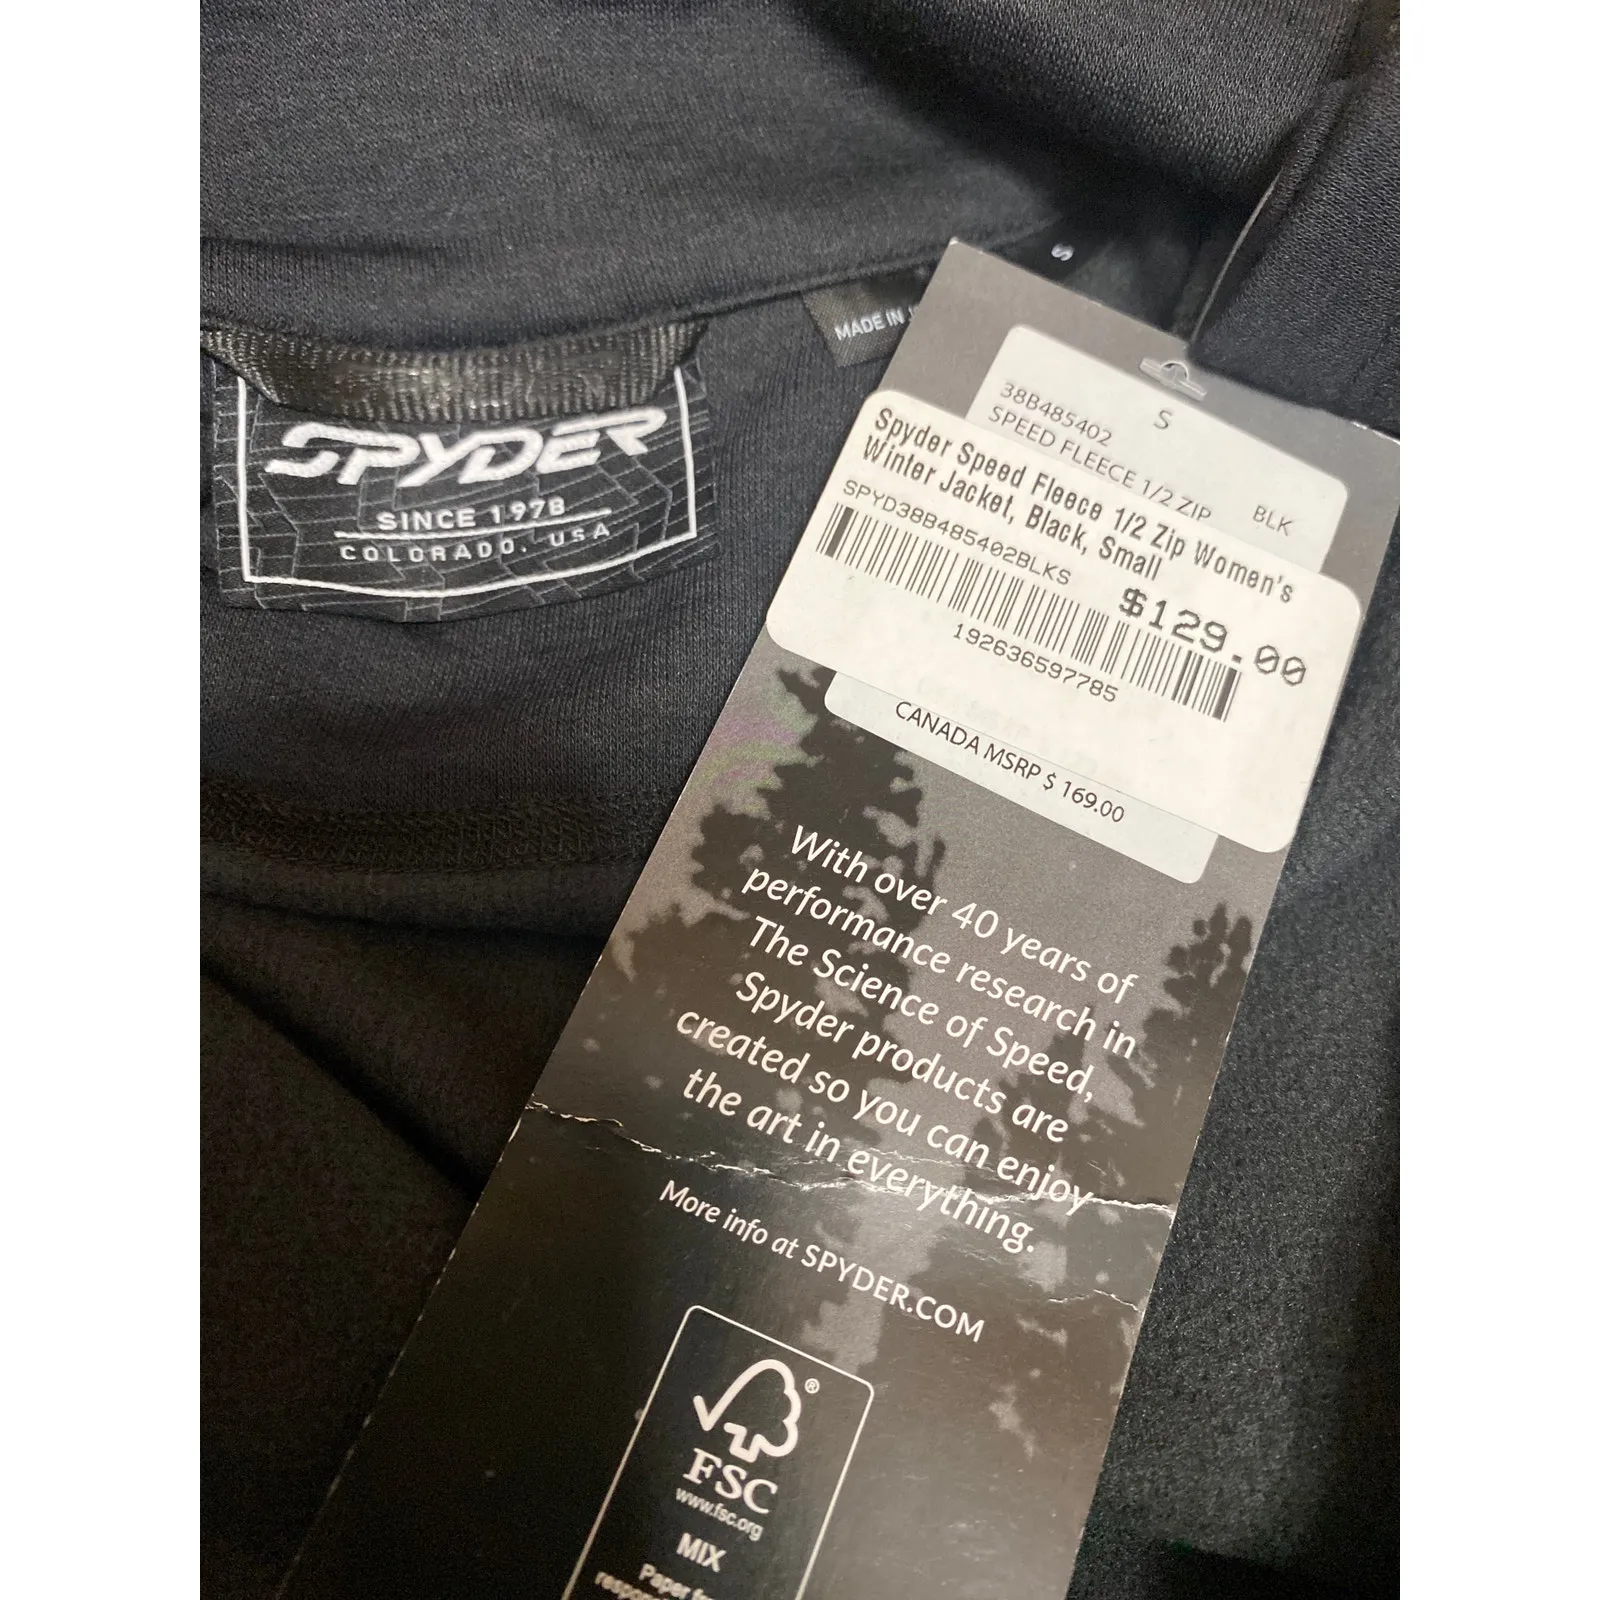 SPYDER
SINCE 1978
COLORADO. USA
MADE IN
S
38B485402 S
SPEED FLEECE 1/2 ZIP BLK
Spyder Speed Fleece 1/2 Zip Women's
Winter Jacket, Black, Small
SPYD38B485402BLKS
$129.00
192636597785
CANADA MSRP $ 169.00
With over 40 years of
performance research in
The Science of Speed,
Spyder products are
created so you can enjoy
the art in everything.
More info at SPYDER.COM
®
FSC
www.fsc.org
MIX
Paper